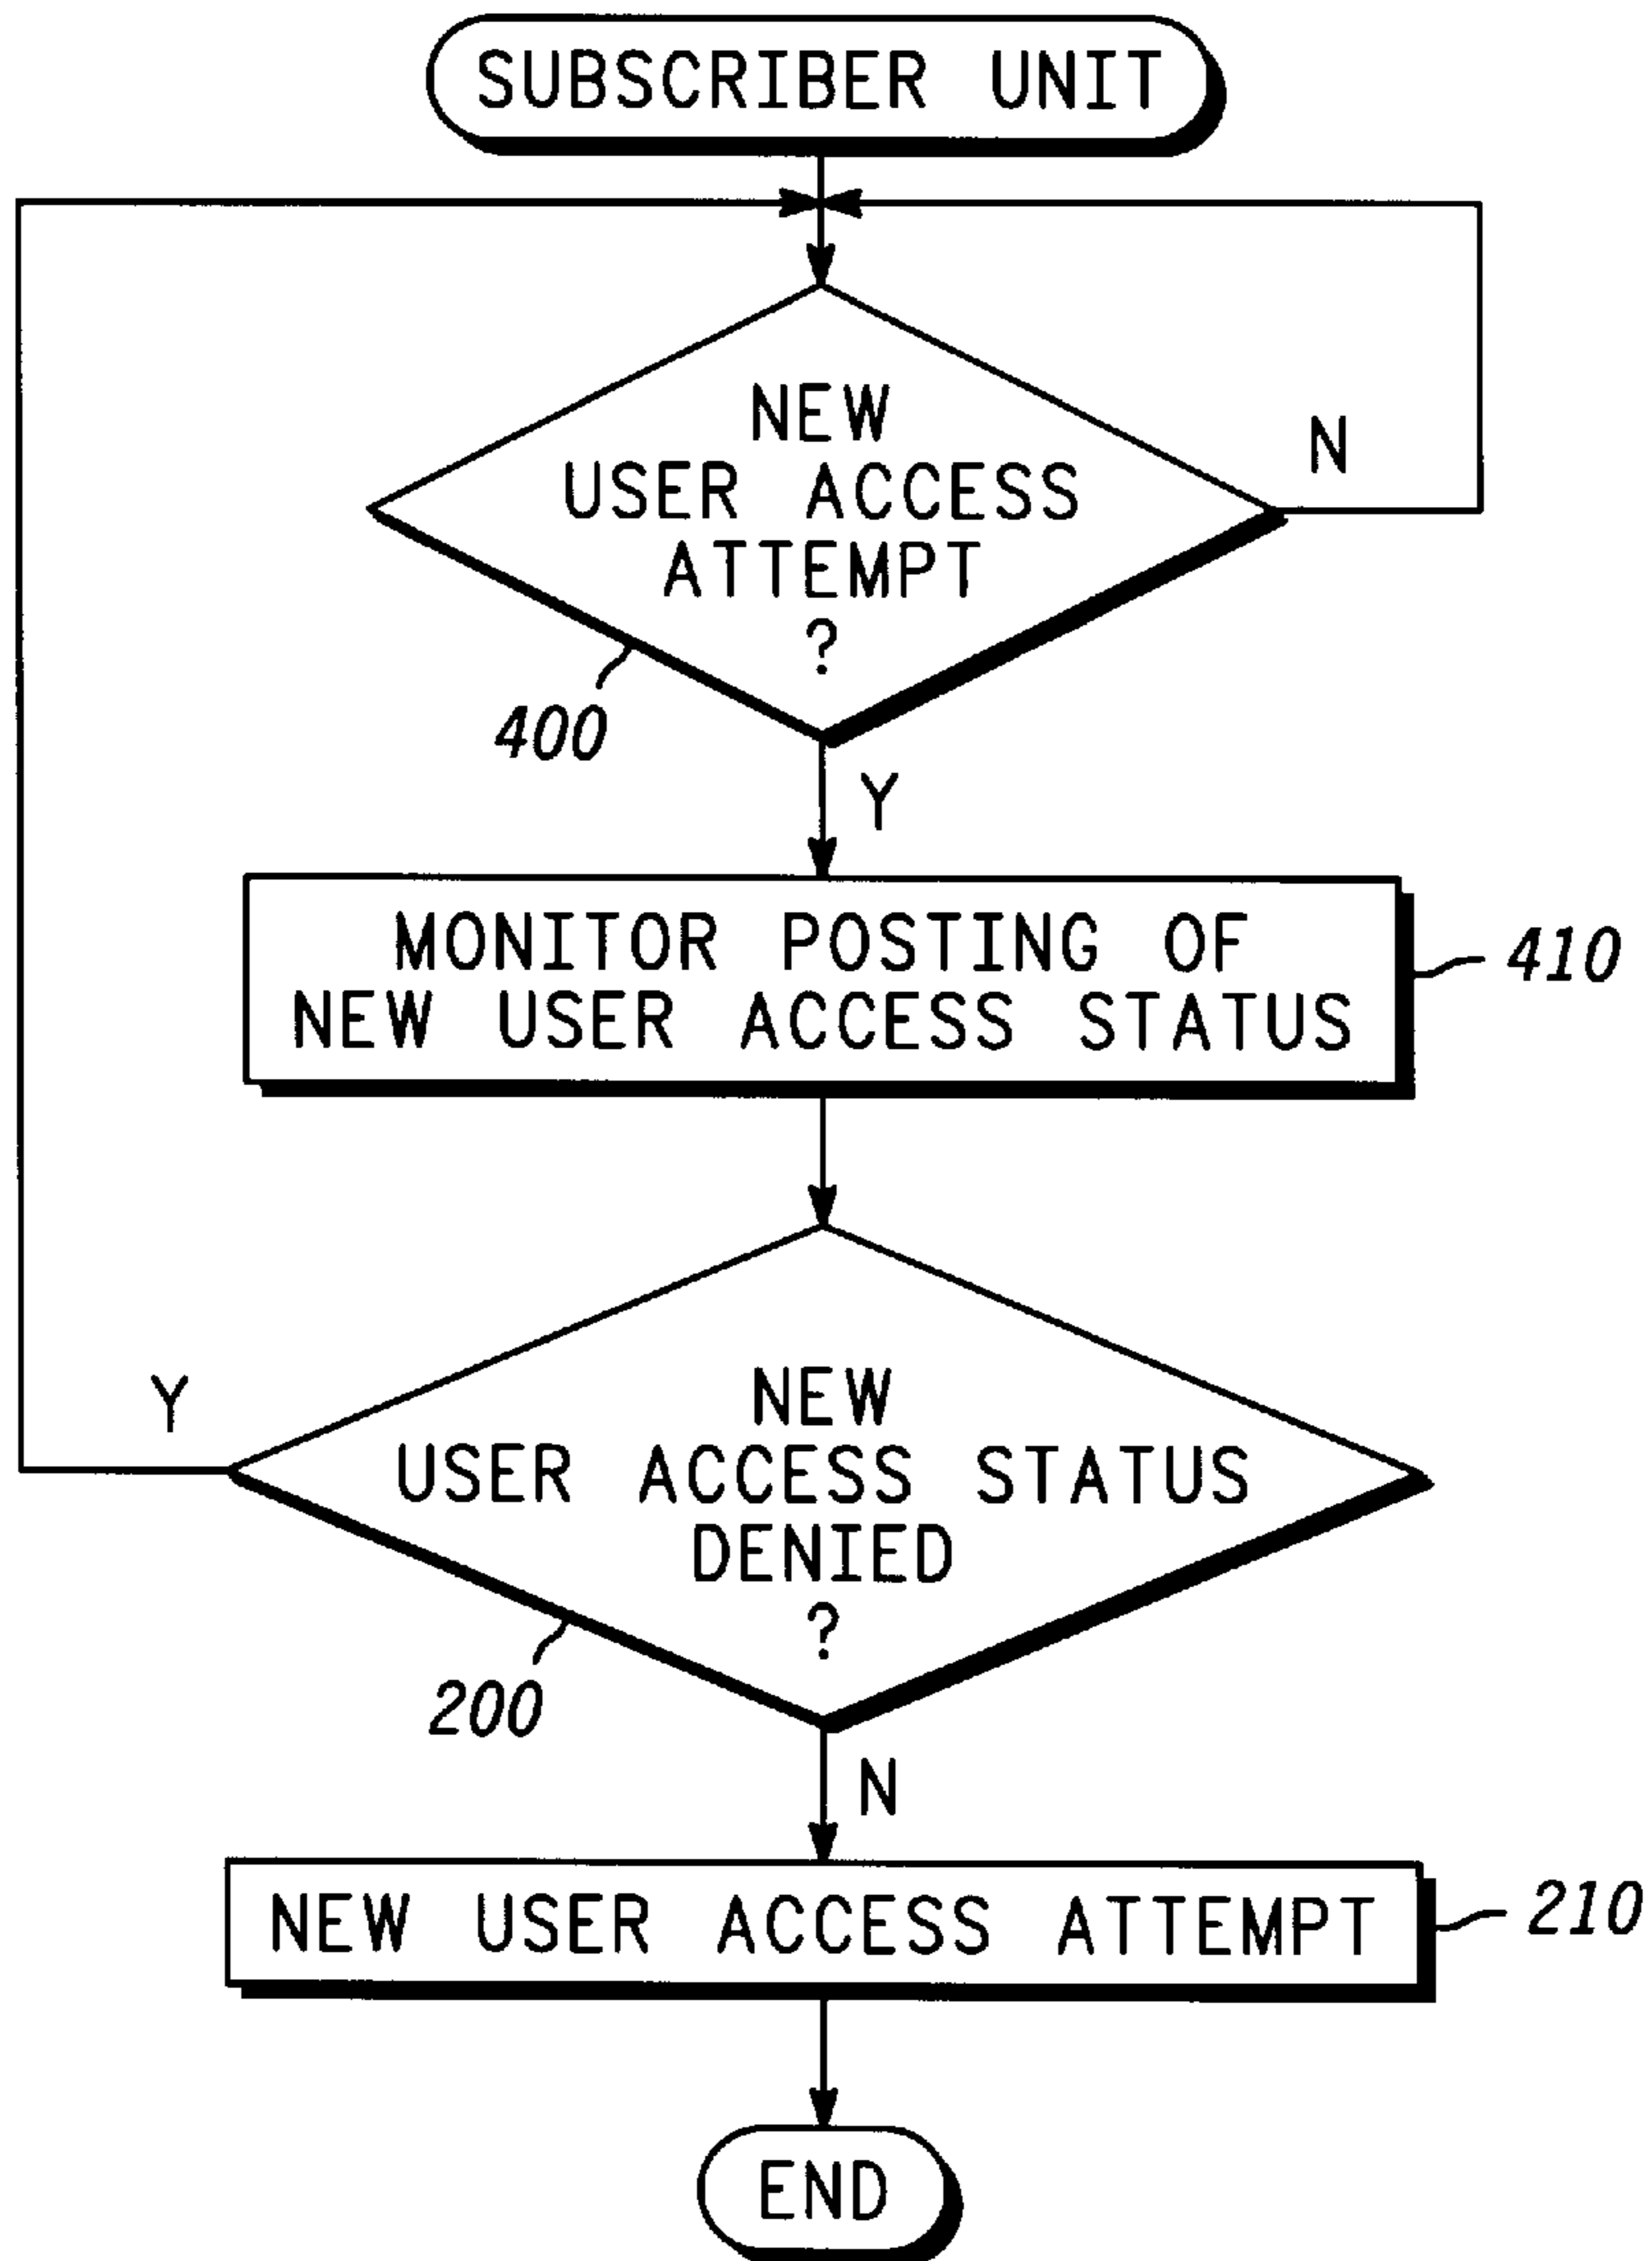 SUBSCRIBER UNIT
NEW
USER ACCESS
ATTEMPT
?
N
400
Y
MONITOR POSTING OF
NEW USER ACCESS STATUS
410
Y
NEW
USER ACCESS STATUS
DENIED
?
200
N
NEW USER ACCESS ATTEMPT
210
END